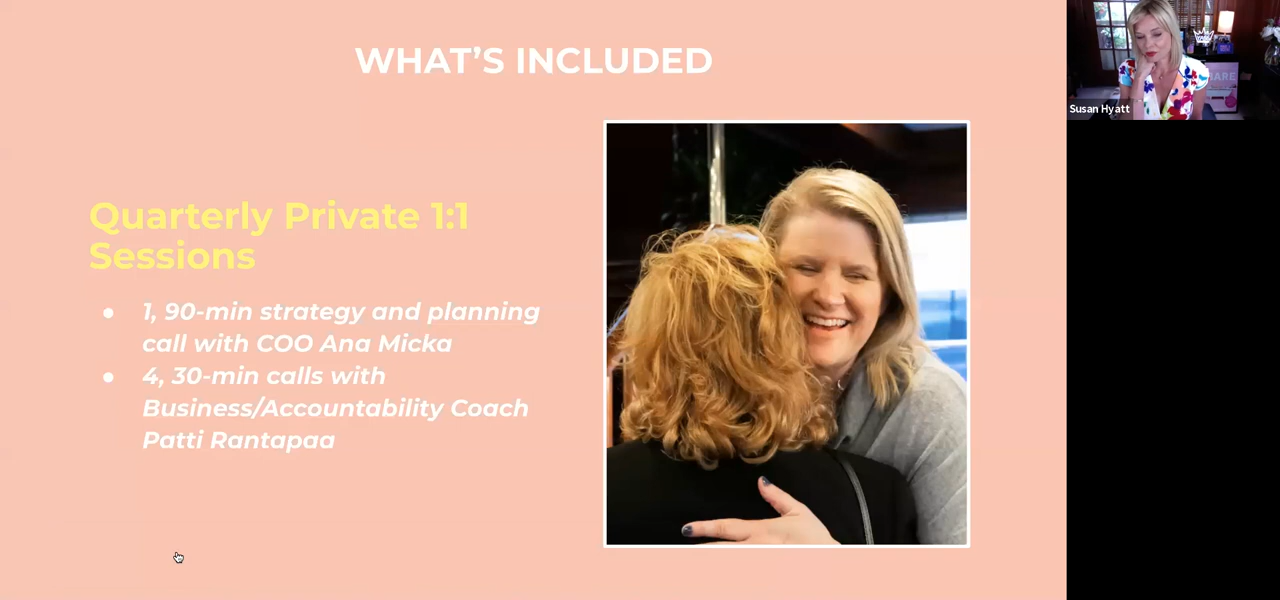 WHAT'S INCLUDED
Quarterly Private 1:1
Sessions
● 1, 90-min strategy and planning
call with COO Ana Micka
● 4, 30-min calls with
Business/Accountability Coach
Patti Rantapaa
Susan Hyatt